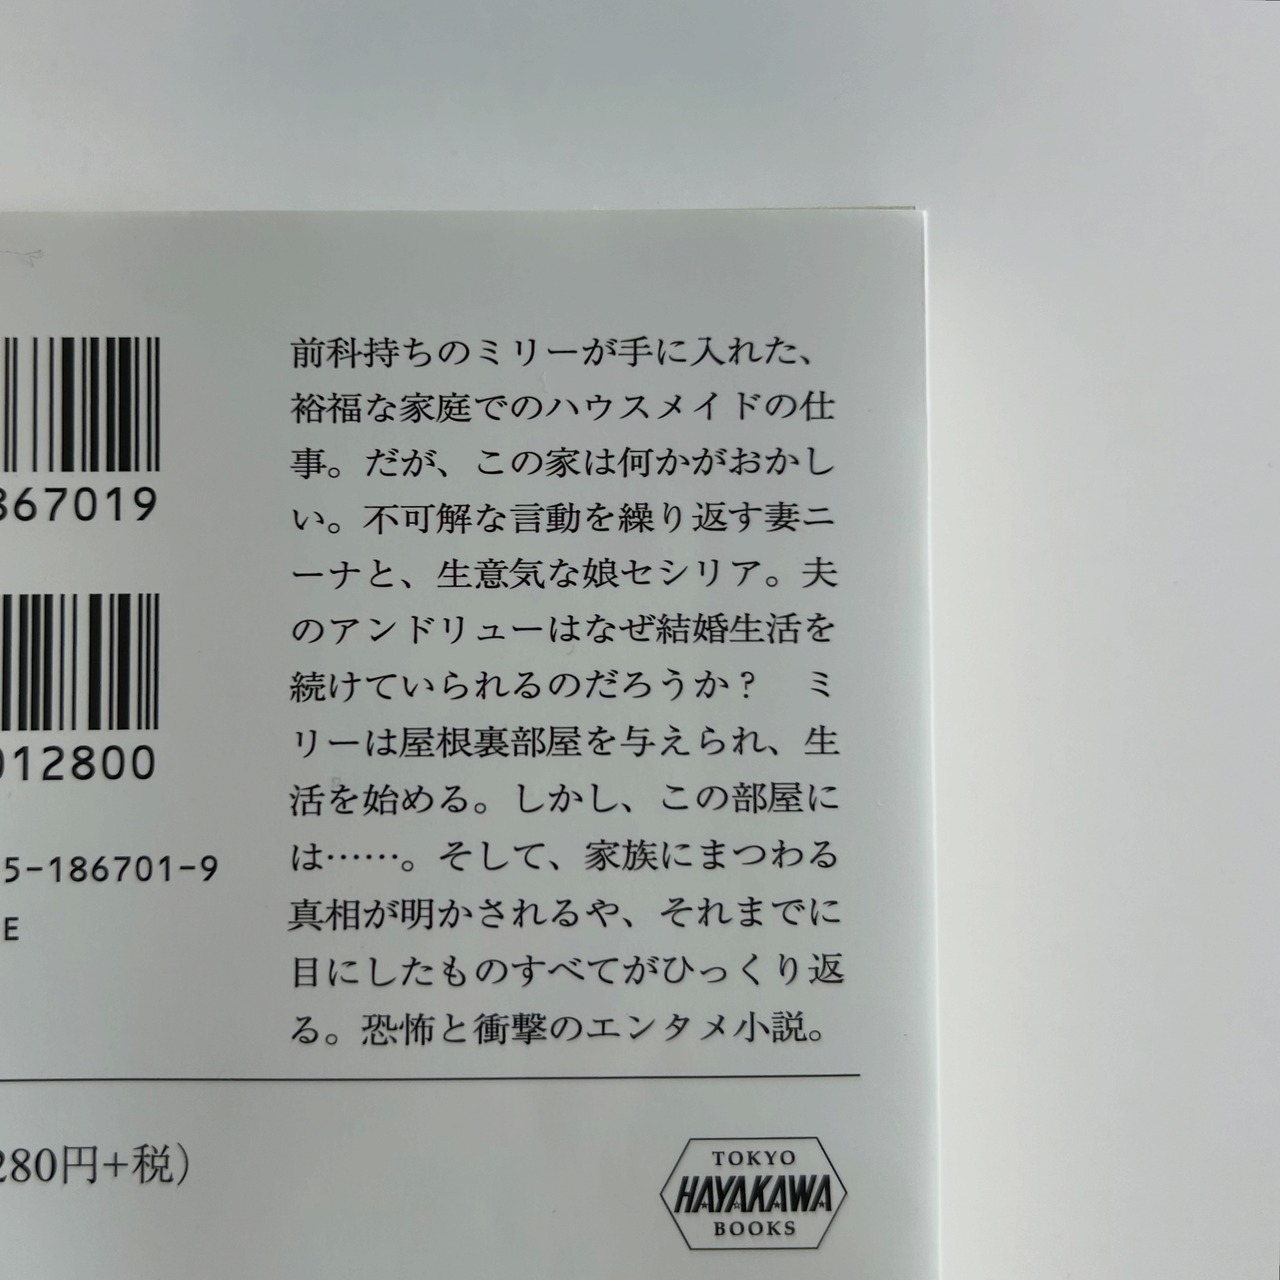 前科持ちのミリーが手に入れた、
裕福な家庭でのハウスメイドの仕
事。だが、この家は何かがおかし
い。不可解な言動を繰り返す妻ニ
ーナと、生意気な娘セシリア。夫
のアンドリューはなぜ結婚生活を
続けていられるのだろうか？　ミ
リーは屋根裏部屋を与えられ、生
活を始める。しかし、この部屋に
は……。そして、家族にまつわる
真相が明かされるや、それまでに
目にしたものすべてがひっくり返
る。恐怖と衝撃のエンタメ小説。
867019
012800
5-186701-9
E
280円+税）
TOKYO
HAYAKAWA
BOOKS